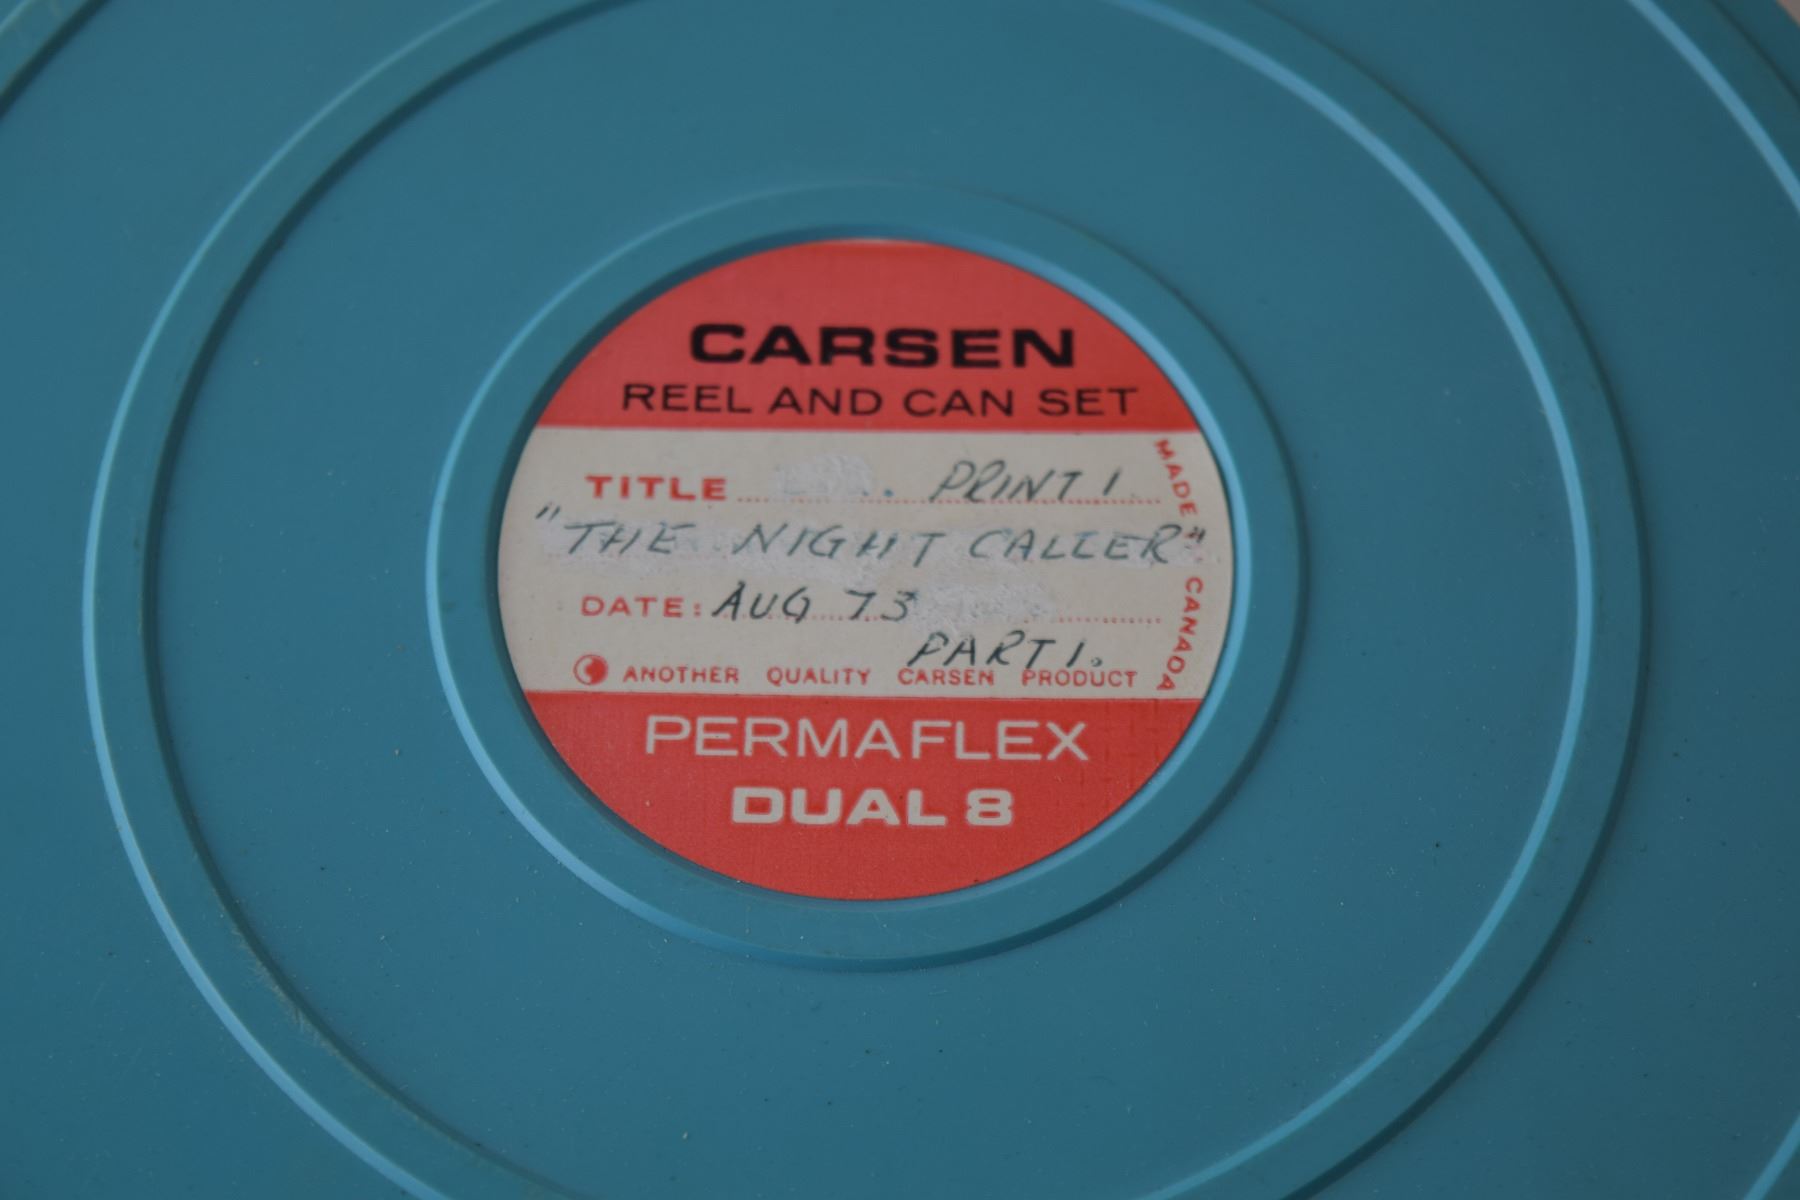 CARSEN
REEL AND CAN SET
TITLE PRINT 1
"THE NIGHT CALLER"
DATE: AUG 73
PART 1.
ANOTHER QUALITY CARSEN PRODUCT
MADE CANADA
PERMAFLEX
DUAL 8